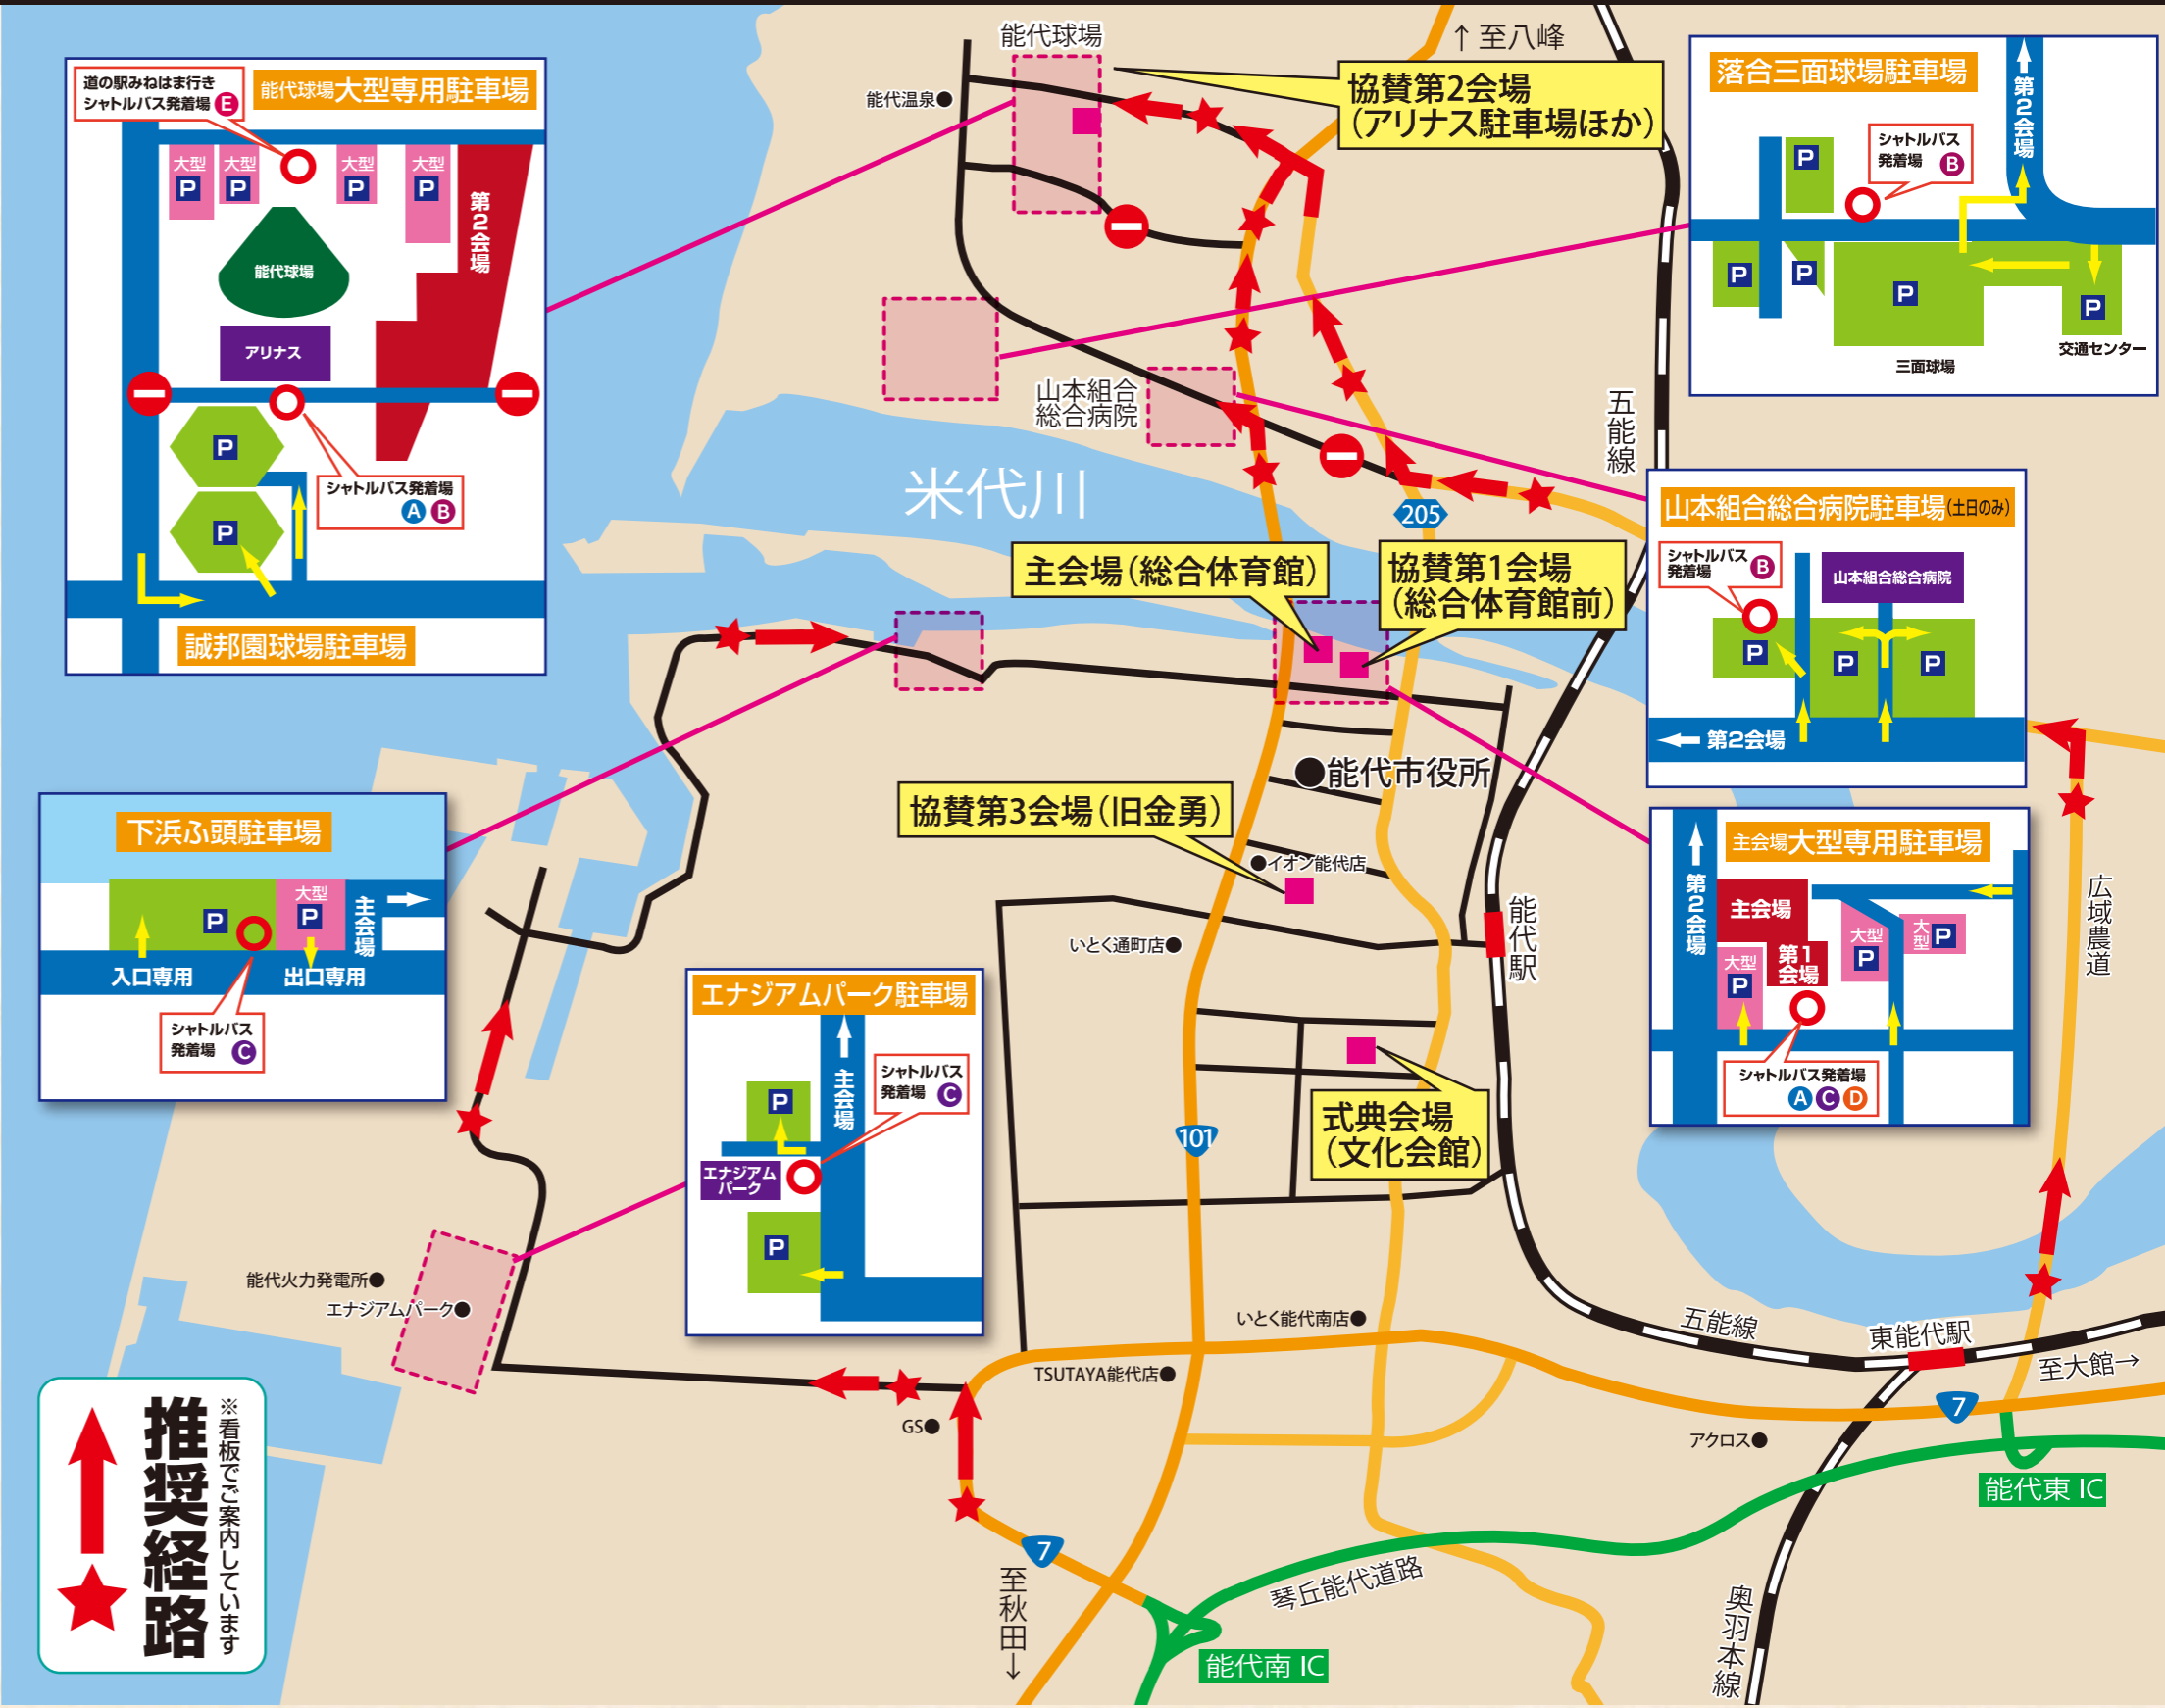 道の駅みねはま行き
シャトルバス発着場 E
能代球場大型専用駐車場
大型
P
大型
P
大型
P
大型
P
第2会場
能代球場
アリナス
P
P
シャトルバス発着場
A B
誠邦園球場駐車場
能代球場
能代温泉●
↑至八峰
協賛第2会場
（アリナス駐車場ほか）
落合三面球場駐車場
第2会場
シャトルバス
発着場 B
P
P
P
P
P
三面球場
交通センター
五能線
山本組合
総合病院
米代川
205
山本組合総合病院駐車場(土日のみ)
シャトルバス
発着場 B
山本組合総合病院
P
P
P
←第2会場
主会場（総合体育館）
協賛第1会場
（総合体育館前）
●能代市役所
協賛第3会場（旧金勇）
●イオン能代店
いとく通町店●
能代駅
下浜ふ頭駐車場
P
大型
P
主会場
入口専用
出口専用
シャトルバス
発着場 C
エナジアムパーク駐車場
主会場
シャトルバス
発着場 C
P
エナジアム
パーク
P
主会場大型専用駐車場
第2会場
主会場
第1
会場
大型
P
大型
P
大型
P
シャトルバス発着場
A C D
広域農道
式典会場
（文化会館）
101
能代火力発電所●
エナジアムパーク●
いとく能代南店●
TSUTAYA能代店●
GS●
五能線
東能代駅
至大館→
7
アクロス●
能代東 IC
7
至秋田↓
琴丘能代道路
能代南 IC
奥羽本線
推奨経路
※看板でご案内しています